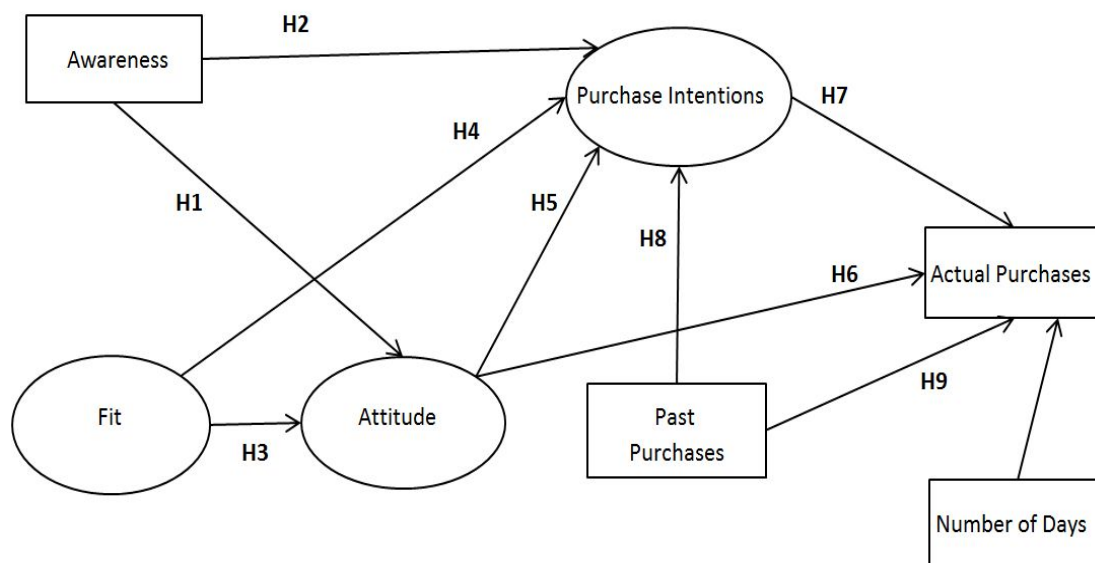 H2
Awareness
Purchase Intentions
H7
H4
H1
H5
H8
Actual Purchases
H6
H9
Fit
Attitude
Past
Purchases
H3
Number of Days